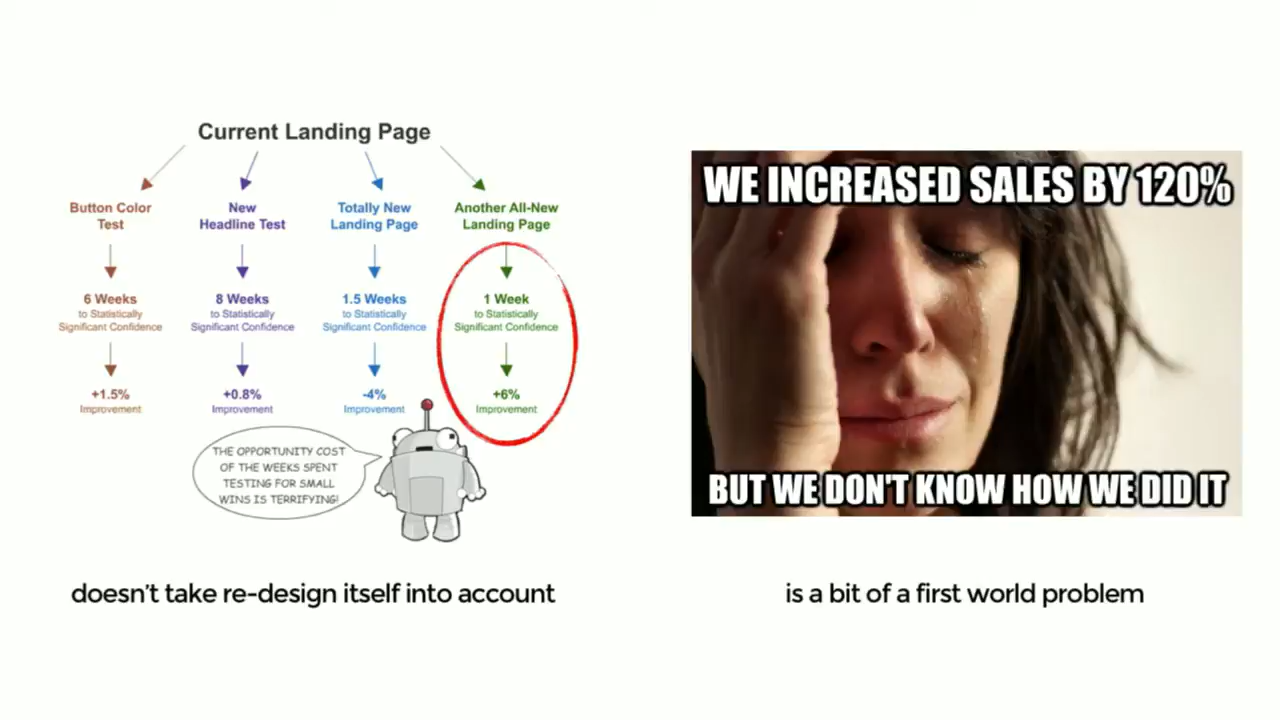 Current Landing Page
Button Color
Test
New
Headline Test
Totally New
Landing Page
Another All-New
Landing Page
6 Weeks
to Statistically
Significant Confidence
8 Weeks
to Statistically
Significant Confidence
1.5 Weeks
to Statistically
Significant Confidence
1 Week
to Statistically
Significant Confidence
+1.5%
Improvement
+0.8%
Improvement
-4%
Improvement
+6%
Improvement
THE OPPORTUNITY COST
OF THE WEEKS SPENT
TESTING FOR SMALL
WINS IS TERRIFYING!
doesn't take re-design itself into account
WE INCREASED SALES BY 120%
BUT WE DON'T KNOW HOW WE DID IT
is a bit of a first world problem